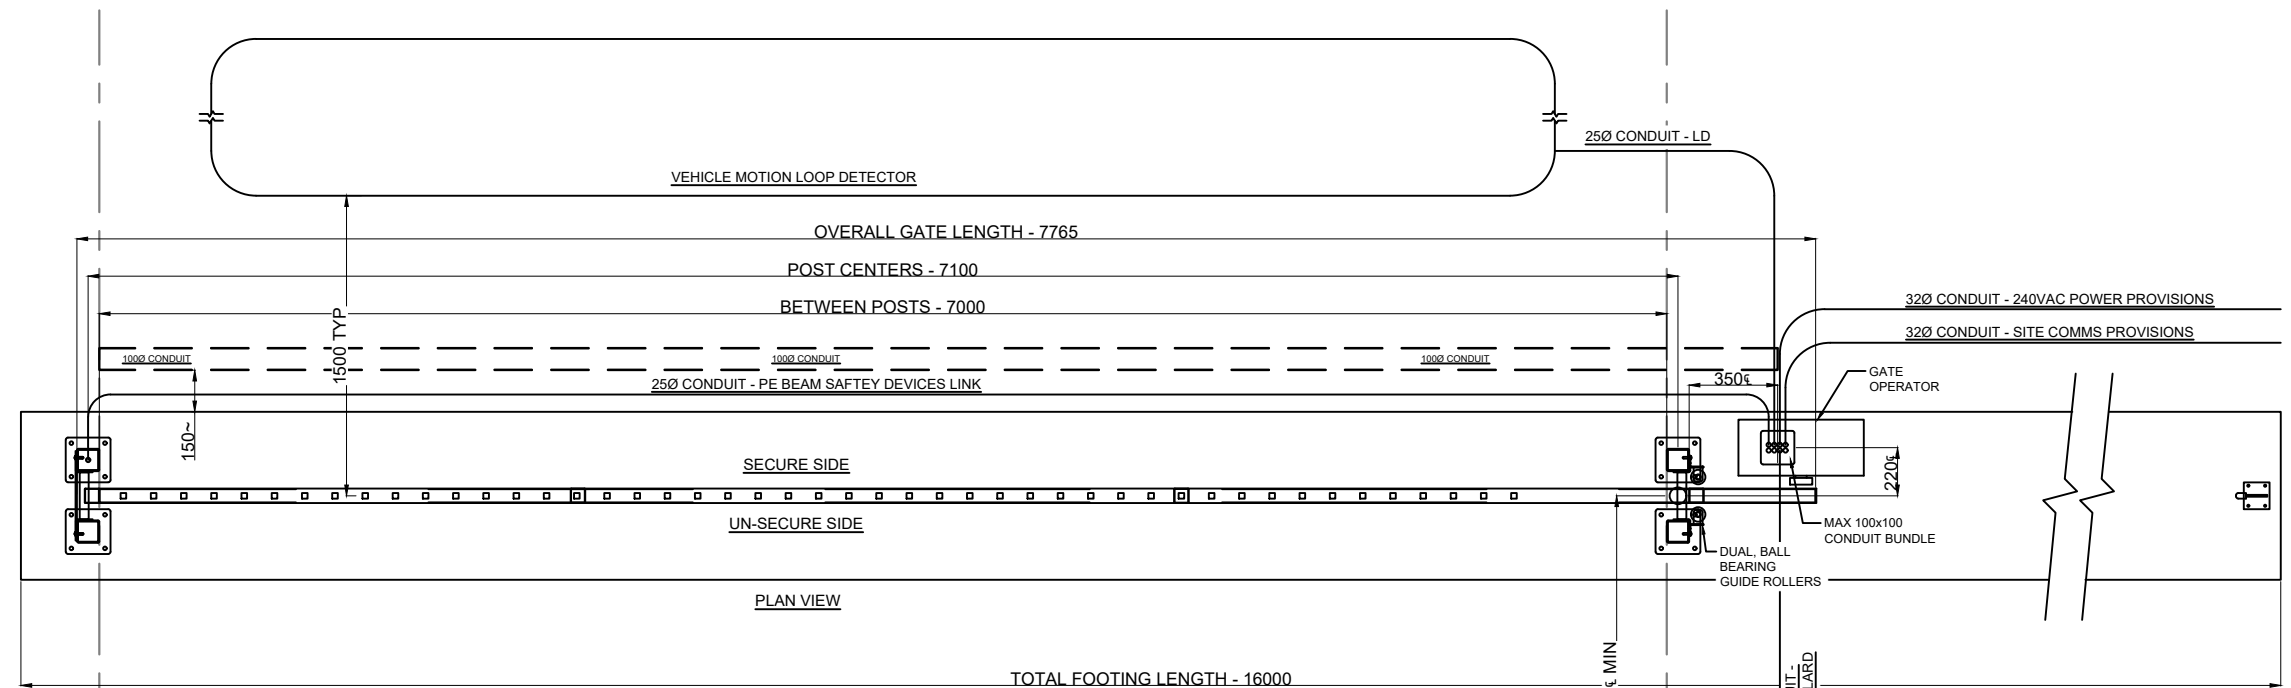 25Ø CONDUIT - LD
VEHICLE MOTION LOOP DETECTOR
OVERALL GATE LENGTH - 7765
POST CENTERS - 7100
32Ø CONDUIT - 240VAC POWER PROVISIONS
BETWEEN POSTS - 7000
32Ø CONDUIT - SITE COMMS PROVISIONS
1500 TYP
100Ø CONDUIT
100Ø CONDUIT
100Ø CONDUIT
25Ø CONDUIT - PE BEAM SAFTEY DEVICES LINK
350℄
GATE
OPERATOR
150~
SECURE SIDE
220℄
UN-SECURE SIDE
MAX 100x100
CONDUIT BUNDLE
DUAL, BALL
BEARING
GUIDE ROLLERS
PLAN VIEW
℄ MIN
TOTAL FOOTING LENGTH - 16000